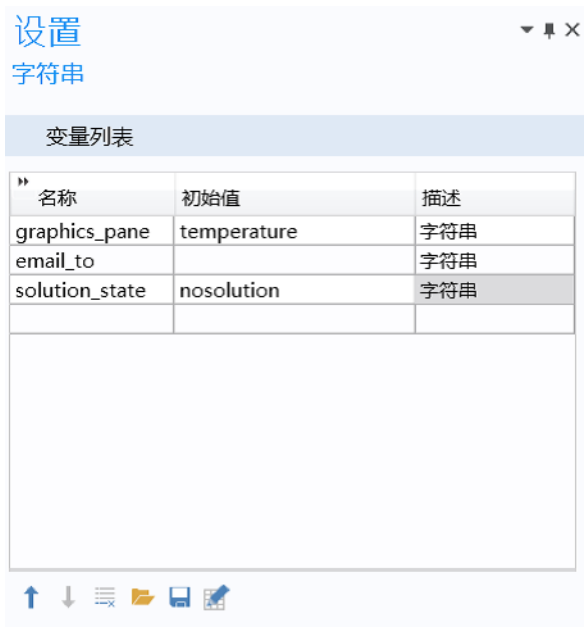 设置
字符串
变量列表
名称 初始值 描述
graphics_pane temperature 字符串
email_to 字符串
solution_state nosolution 字符串